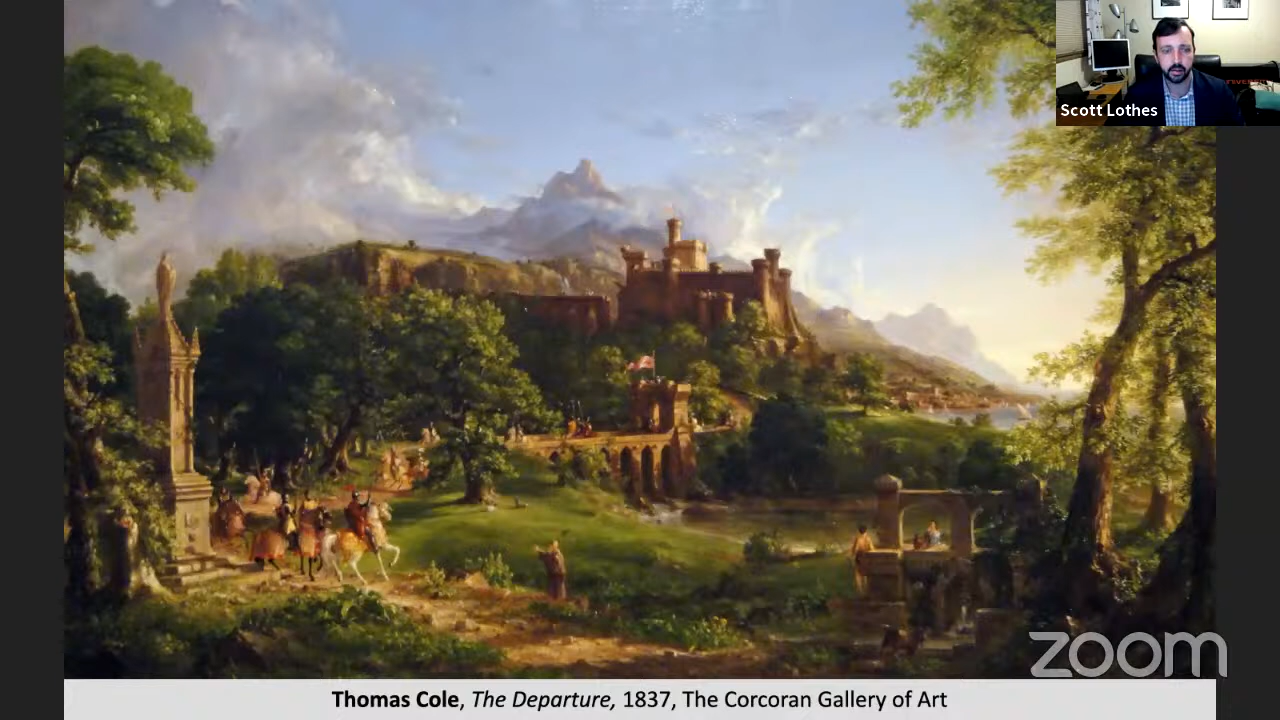 Scott Lothes
zoom
Thomas Cole, The Departure, 1837, The Corcoran Gallery of Art